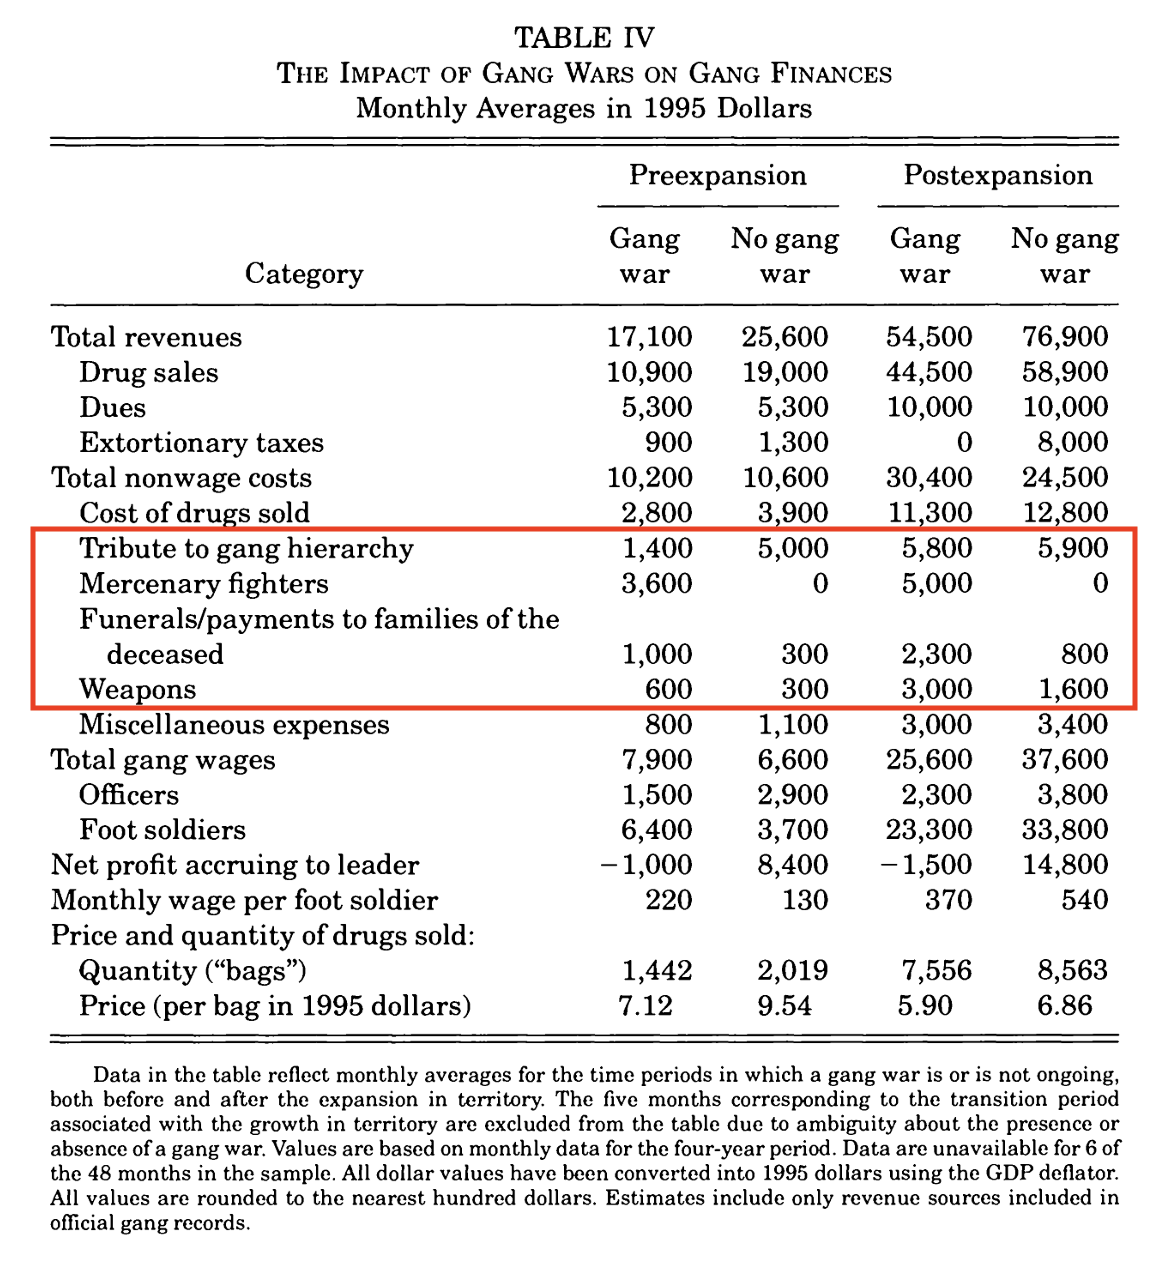 TABLE IV
THE IMPACT OF GANG WARS ON GANG FINANCES
Monthly Averages in 1995 Dollars
Preexpansion Postexpansion
Gang No gang Gang No gang
Category war war war war
Total revenues 17,100 25,600 54,500 76,900
Drug sales 10,900 19,000 44,500 58,900
Dues 5,300 5,300 10,000 10,000
Extortionary taxes 900 1,300 0 8,000
Total nonwage costs 10,200 10,600 30,400 24,500
Cost of drugs sold 2,800 3,900 11,300 12,800
Tribute to gang hierarchy 1,400 5,000 5,800 5,900
Mercenary fighters 3,600 0 5,000 0
Funerals/payments to families of the
deceased 1,000 300 2,300 800
Weapons 600 300 3,000 1,600
Miscellaneous expenses 800 1,100 3,000 3,400
Total gang wages 7,900 6,600 25,600 37,600
Officers 1,500 2,900 2,300 3,800
Foot soldiers 6,400 3,700 23,300 33,800
Net profit accruing to leader −1,000 8,400 −1,500 14,800
Monthly wage per foot soldier 220 130 370 540
Price and quantity of drugs sold:
Quantity (“bags”) 1,442 2,019 7,556 8,563
Price (per bag in 1995 dollars) 7.12 9.54 5.90 6.86
Data in the table reflect monthly averages for the time periods in which a gang war is or is not ongoing,
both before and after the expansion in territory. The five months corresponding to the transition period
associated with the growth in territory are excluded from the table due to ambiguity about the presence or
absence of a gang war. Values are based on monthly data for the four-year period. Data are unavailable for 6 of
the 48 months in the sample. All dollar values have been converted into 1995 dollars using the GDP deflator.
All values are rounded to the nearest hundred dollars. Estimates include only revenue sources included in
official gang records.